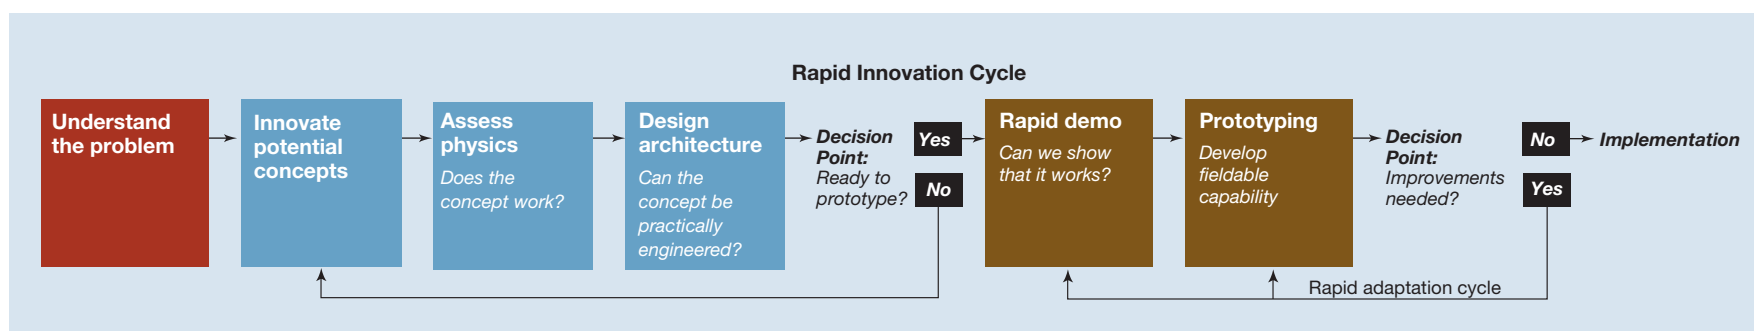 Rapid Innovation Cycle
Understand
the problem
Innovate
potential
concepts
Assess
physics
Does the
concept work?
Design
architecture
Can the
concept be
practically
engineered?
Decision
Point:
Ready to
prototype?
Yes
No
Rapid demo
Can we show
that it works?
Prototyping
Develop
fieldable
capability
Decision
Point:
Improvements
needed?
No
Yes
Implementation
Rapid adaptation cycle